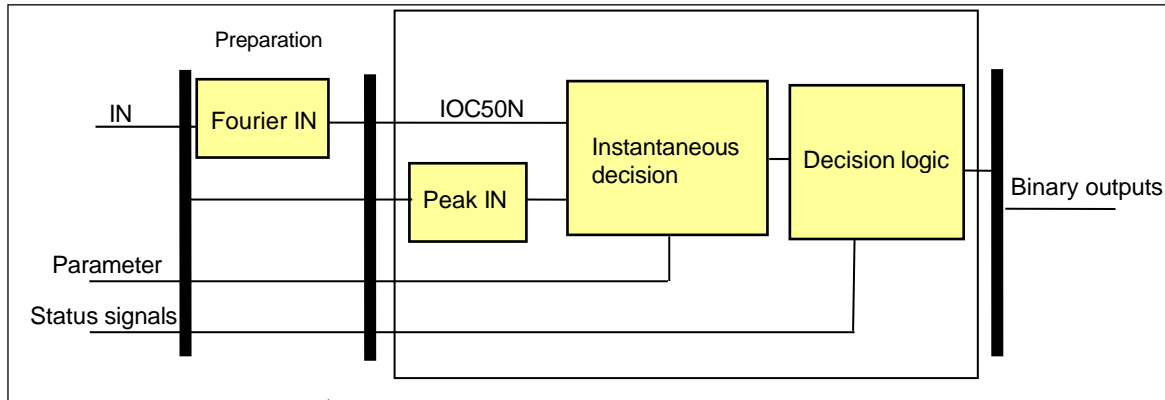 Preparation
IN
Fourier IN
IOC50N
Peak IN
Instantaneous
decision
Decision logic
Binary outputs
Parameter
Status signals